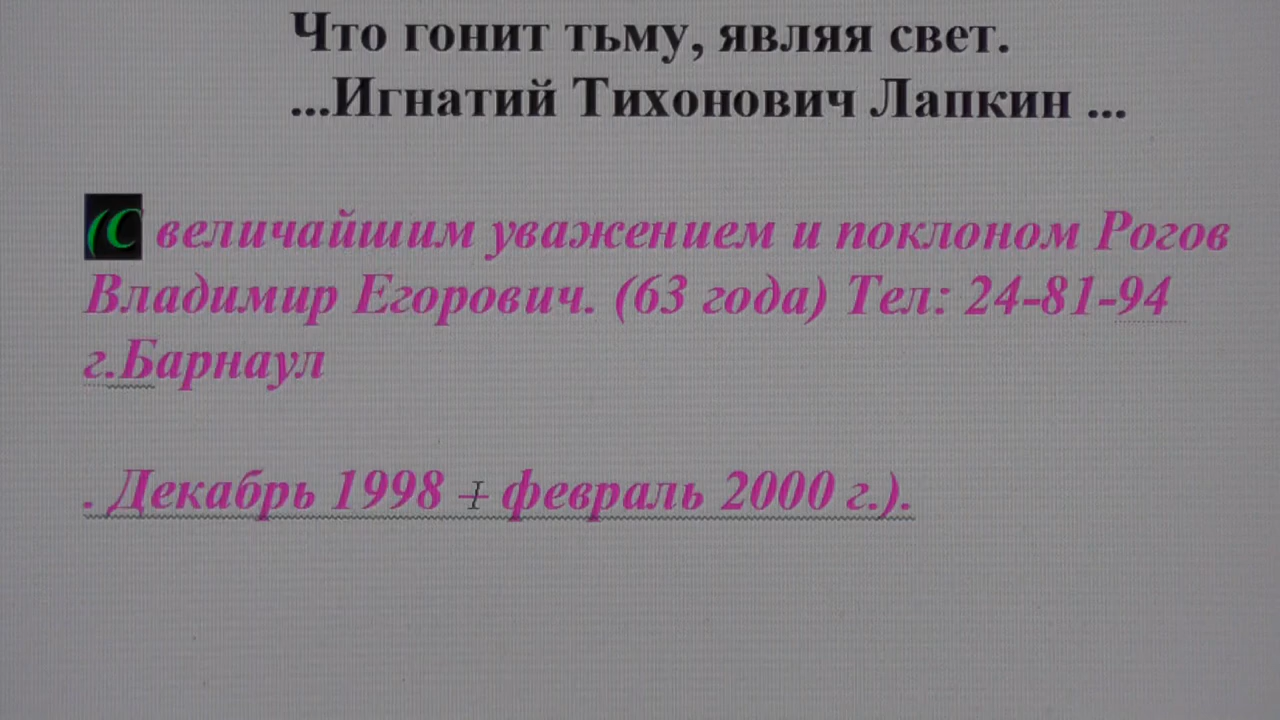 Что гонит тьму, являя свет.
...Игнатий Тихонович Лапкин ...
(С величайшим уважением и поклоном Рогов
Владимир Егорович. (63 года) Тел: 24-81-94
г.Барнаул
. Декабрь 1998 – февраль 2000 г.).